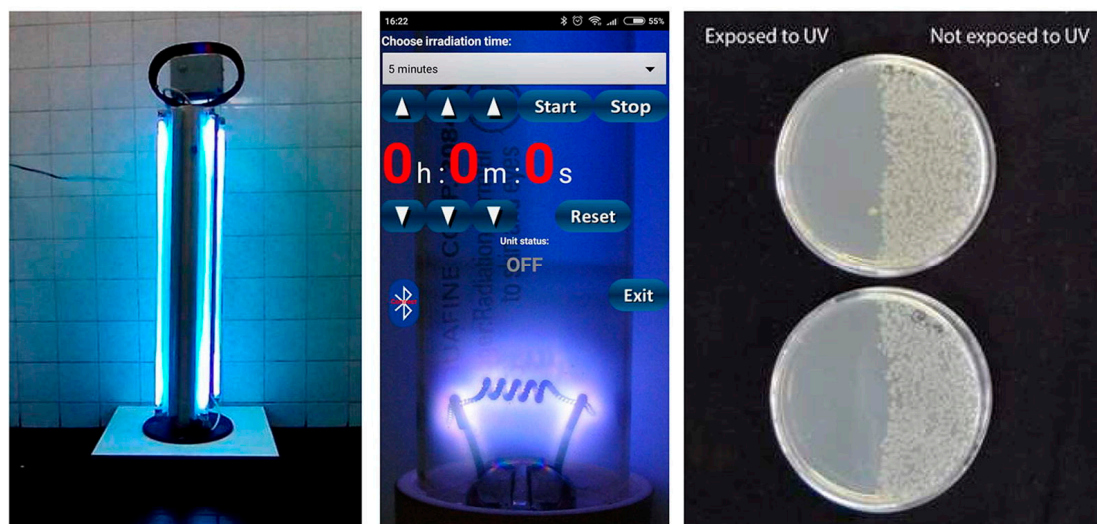 16:22
55%
Choose irradiation time:
5 minutes
Start
Stop
0h:0m:0s
Reset
Unit status:
OFF
Exit
Exposed to UV
Not exposed to UV